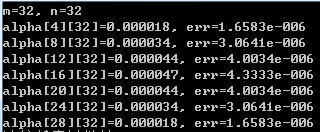 m=32, n=32
alpha[4][32]=0.000018, err=1.6583e-006
alpha[8][32]=0.000034, err=3.0641e-006
alpha[12][32]=0.000044, err=4.0034e-006
alpha[16][32]=0.000047, err=4.3333e-006
alpha[20][32]=0.000044, err=4.0034e-006
alpha[24][32]=0.000034, err=3.0641e-006
alpha[28][32]=0.000018, err=1.6583e-006